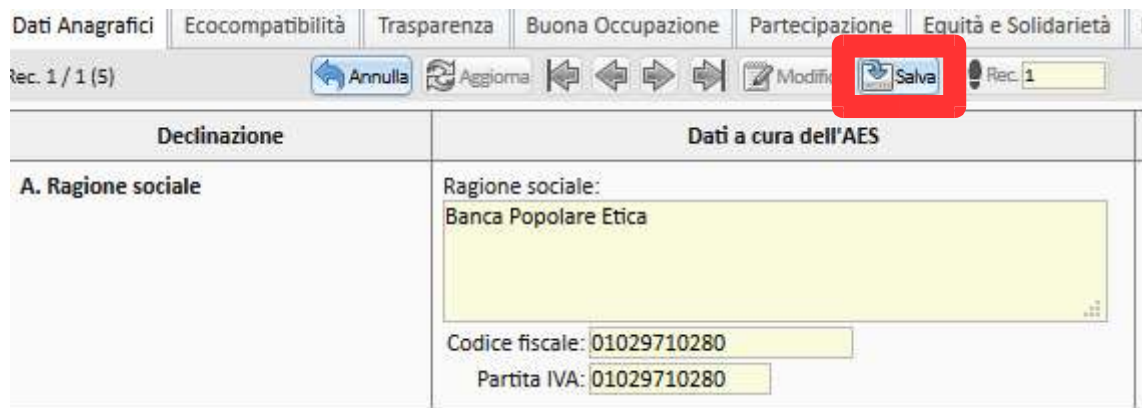 Dati Anagrafici Ecocompatibilità Trasparenza Buona Occupazione Partecipazione Equità e Solidarietà
Rec. 1 / 1 (5) Annulla Aggiorna Modific Salva Rec. 1
Declinazione Dati a cura dell'AES
A. Ragione sociale Ragione sociale:
Banca Popolare Etica
Codice fiscale: 01029710280
Partita IVA: 01029710280